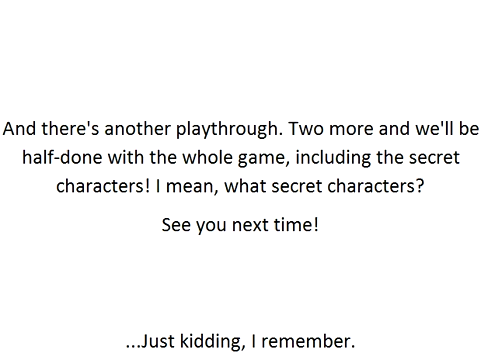 And there's another playthrough. Two more and we'll be
half-done with the whole game, including the secret
characters! I mean, what secret characters?
See you next time!
...Just kidding, I remember.